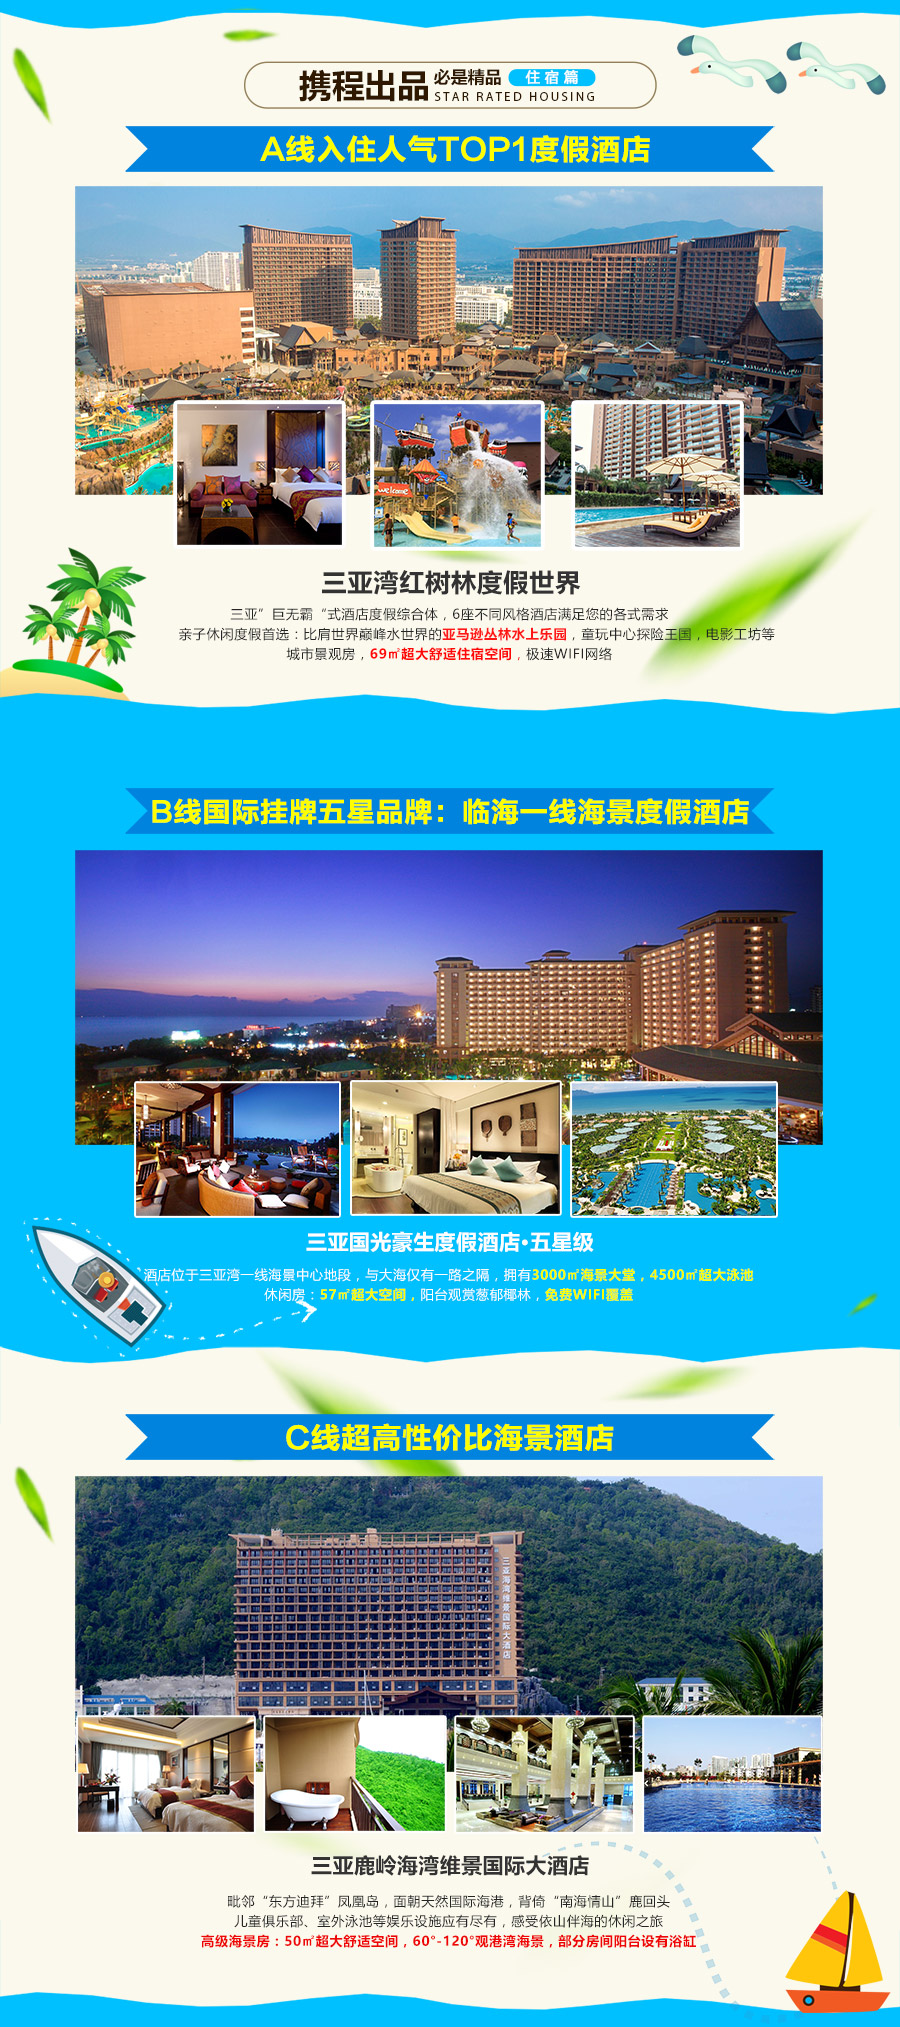 携程出品 必是精品 住宿篇
STAR RATED HOUSING
A线入住人气TOP1度假酒店
welcome
三亚湾红树林度假世界
三亚”巨无霸“式酒店度假综合体，6座不同风格酒店满足您的各式需求
亲子休闲度假首选：比肩世界巅峰水世界的亚马逊丛林水上乐园，童玩中心探险王国，电影工坊等
城市景观房，69㎡超大舒适住宿空间，极速WIFI网络
B线国际挂牌五星品牌：临海一线海景度假酒店
三亚国光豪生度假酒店·五星级
酒店位于三亚湾一线海景中心地段，与大海仅有一路之隔，拥有3000㎡海景大堂，4500㎡超大泳池
休闲房：57㎡超大空间，阳台观赏葱郁椰林，免费WIFI覆盖
C线超高性价比海景酒店
三亚海湾维景国际大酒店
三亚鹿岭海湾维景国际大酒店
毗邻“东方迪拜”凤凰岛，面朝天然国际海港，背倚“南海情山”鹿回头
儿童俱乐部、室外泳池等娱乐设施应有尽有，感受依山伴海的休闲之旅
高级海景房：50㎡超大舒适空间，60°-120°观港湾海景，部分房间阳台设有浴缸